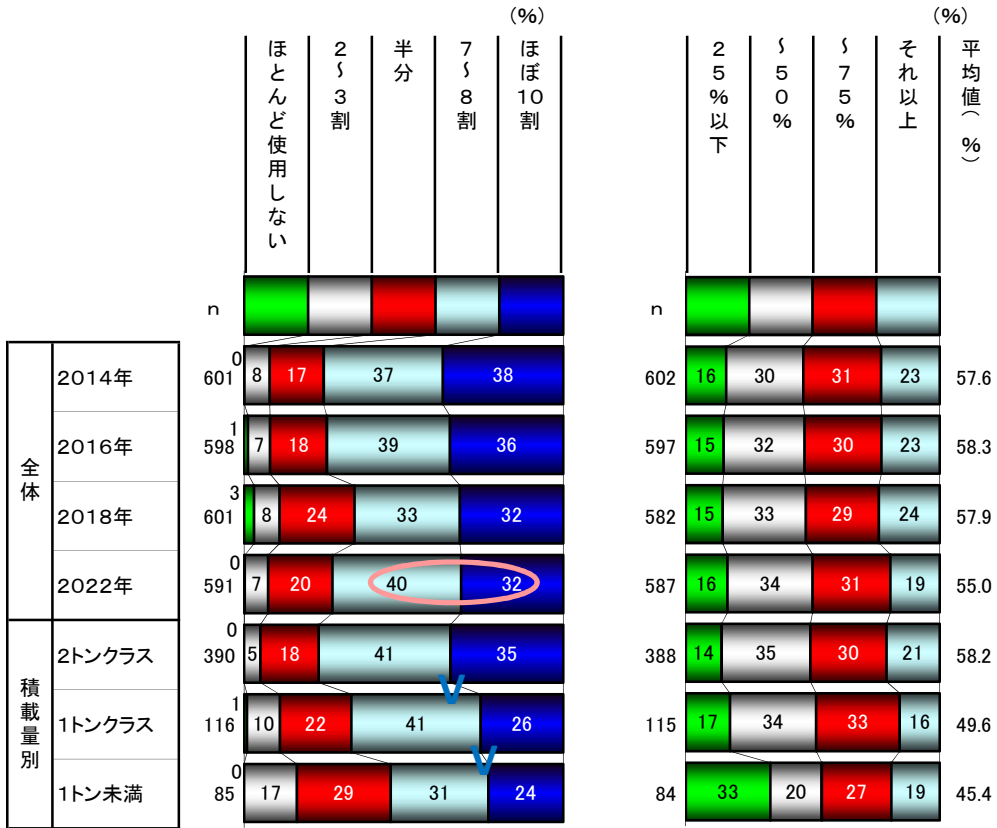 (%)
(%)
ほとんど使用しない
2～3割
半分
7～8割
ほぼ10割
25%以下
～50%
～75%
それ以上
平均値(%)
n
n
全体
2014年
0
601
8 17 37 38
602
16 30 31 23
57.6
2016年
1
598
7 18 39 36
597
15 32 30 23
58.3
2018年
3
601
8 24 33 32
582
15 33 29 24
57.9
2022年
0
591
7 20 40 32
587
16 34 31 19
55.0
積載量別
2トンクラス
0
390
5 18 41 35
388
14 35 30 21
58.2
1トンクラス
1
116
10 22 41 26
115
17 34 33 16
49.6
1トン未満
0
85
17 29 31 24
84
33 20 27 19
45.4